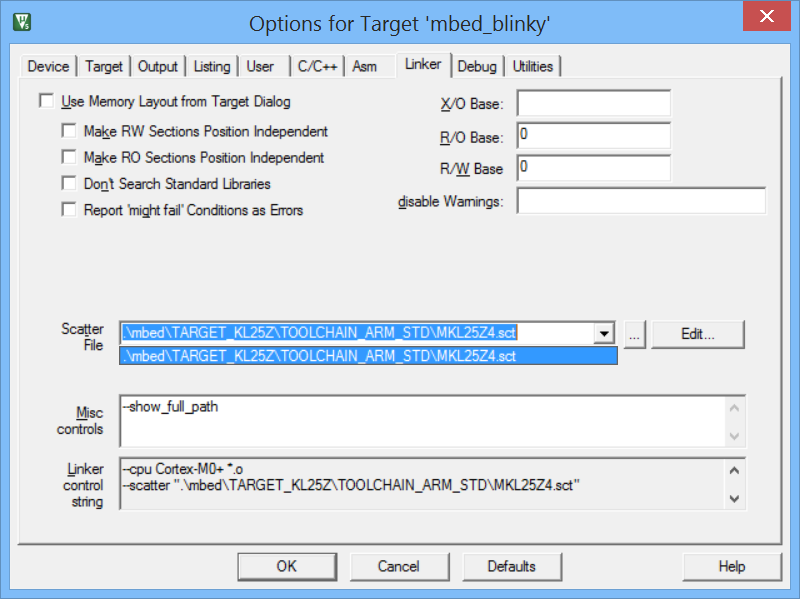 Options for Target 'mbed_blinky'
Device Target Output Listing User C/C++ Asm Linker Debug Utilities
Use Memory Layout from Target Dialog
Make RW Sections Position Independent
Make RO Sections Position Independent
Don't Search Standard Libraries
Report 'might fail' Conditions as Errors
X/O Base:
R/O Base: 0
R/W Base 0
disable Warnings:
Scatter
File
.\mbed\TARGET_KL25Z\TOOLCHAIN_ARM_STD\MKL25Z4.sct
... Edit...
.\mbed\TARGET_KL25Z\TOOLCHAIN_ARM_STD\MKL25Z4.sct
Misc
controls
--show_full_path
Linker
control
string
--cpu Cortex-M0+ *.o
--scatter ".\mbed\TARGET_KL25Z\TOOLCHAIN_ARM_STD\MKL25Z4.sct"
OK Cancel Defaults Help